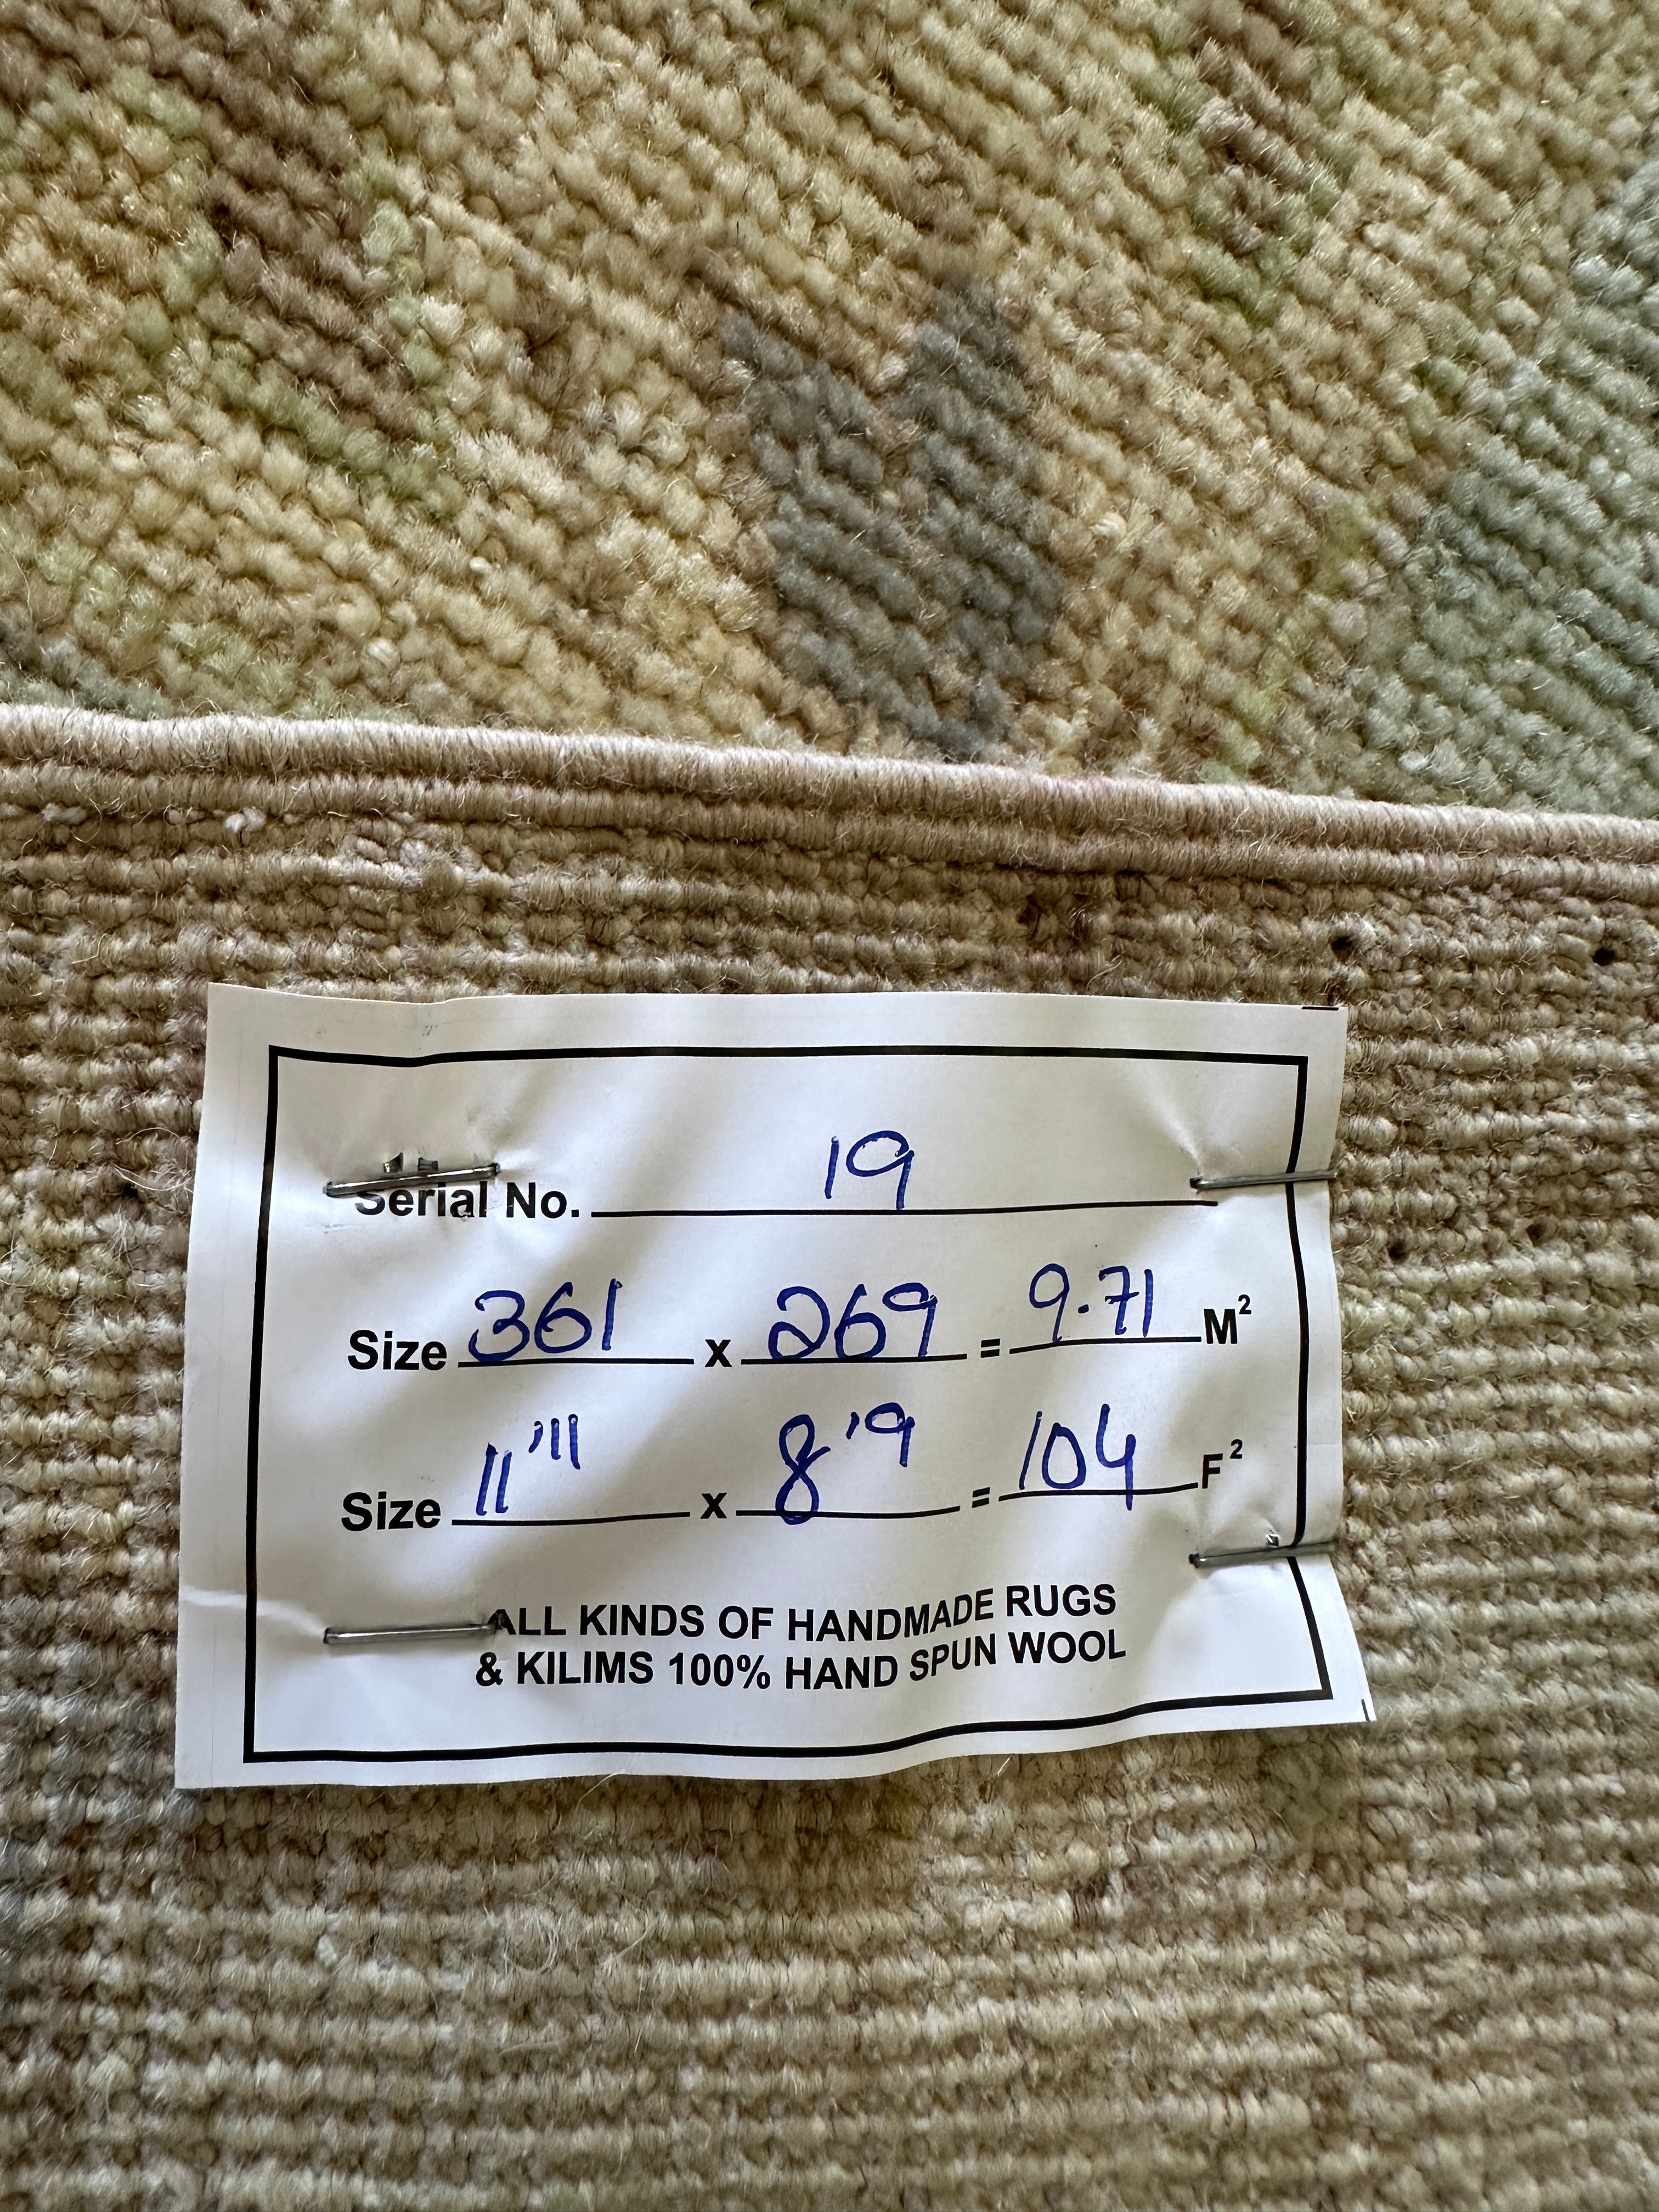 Serial No. 19
Size 361 x 269 = 9.71 M²
Size 11'11 x 8'9 = 104 F²
ALL KINDS OF HANDMADE RUGS
& KILIMS 100% HAND SPUN WOOL